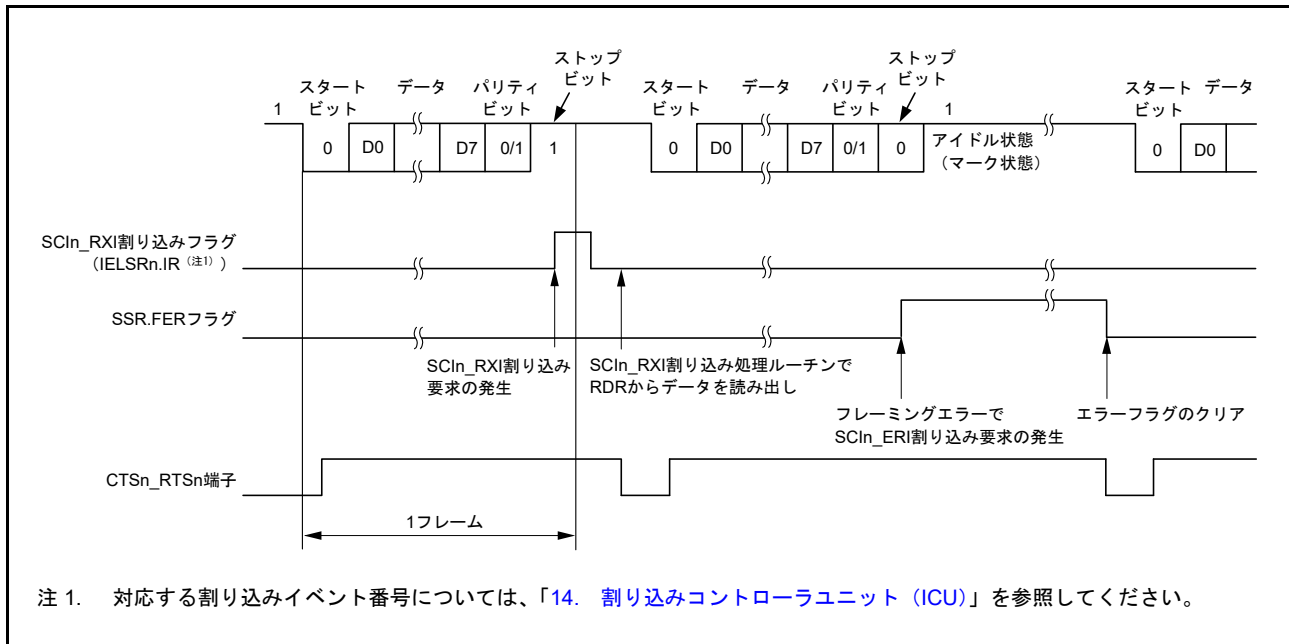 ストップ
ビット
スタート
ビット
データ
パリティ
ビット
1
0
D0
D7
0/1
1
ストップ
ビット
スタート
ビット
データ
パリティ
ビット
1
0
D0
D7
0/1
0
アイドル状態
(マーク状態)
スタート
ビット
データ
0
D0
SCIn_RXI割り込みフラグ
(IELSRn.IR (注1) )
SSR.FERフラグ
SCIn_RXI割り込み
要求の発生
SCIn_RXI割り込み処理ルーチンで
RDRからデータを読み出し
フレーミングエラーで
SCIn_ERI割り込み要求の発生
エラーフラグのクリア
CTSn_RTSn端子
1フレーム
注 1. 対応する割り込みイベント番号については、「14. 割り込みコントローラユニット（ICU）」を参照してください。